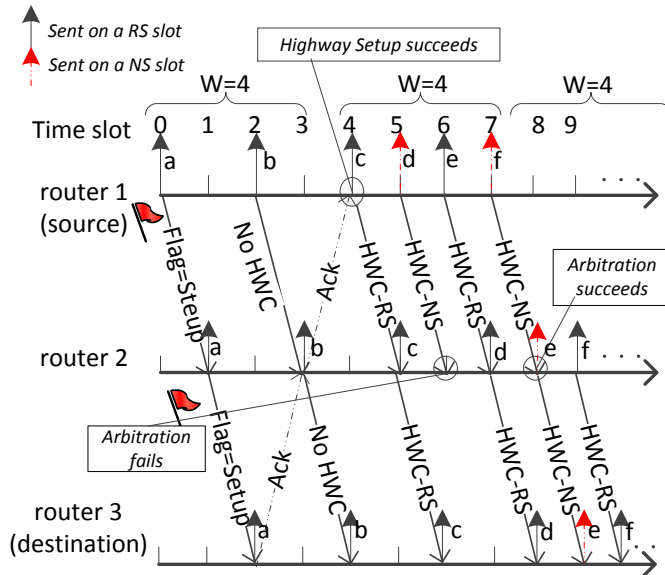 Sent on a RS slot
Sent on a NS slot
Highway Setup succeeds
W=4
W=4
W=4
Time slot
0 1 2 3 4 5 6 7 8 9
a b c d e f
router 1
(source)
Flag=Steup
No HWC
Ack
HWC-RS
HWC-NS
HWC-RS
HWC-NS
Arbitration
succeeds
router 2
a b c d e f
Arbitration
fails
Flag=Setup
Ack
No HWC
HWC-RS
HWC-RS
HWC-NS
HWC-RS
router 3
(destination)
a b c d e f